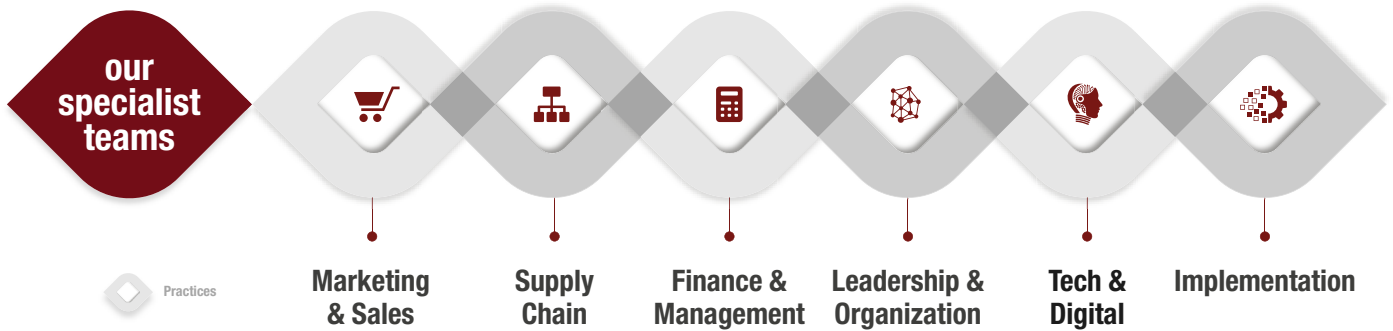 our
specialist
teams
Marketing
& Sales
Supply
Chain
Finance &
Management
Leadership &
Organization
Tech &
Digital
Implementation
Practices